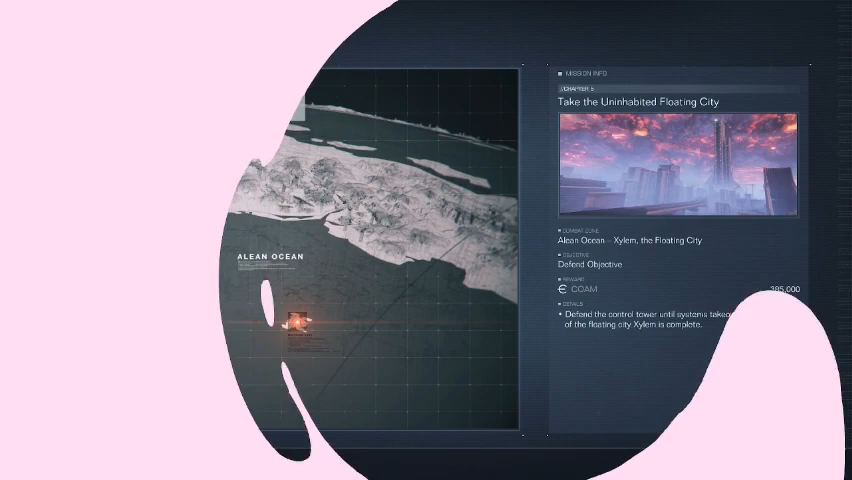 MISSION INFO
//CHAPTER 5
Take the Uninhabited Floating City
ALEAN OCEAN
COMBAT ZONE
Alean Ocean – Xylem, the Floating City
OBJECTIVE
Defend Objective
REWARD
COAM 385,000
DETAILS
• Defend the control tower until systems
of the floating city Xylem is complete.